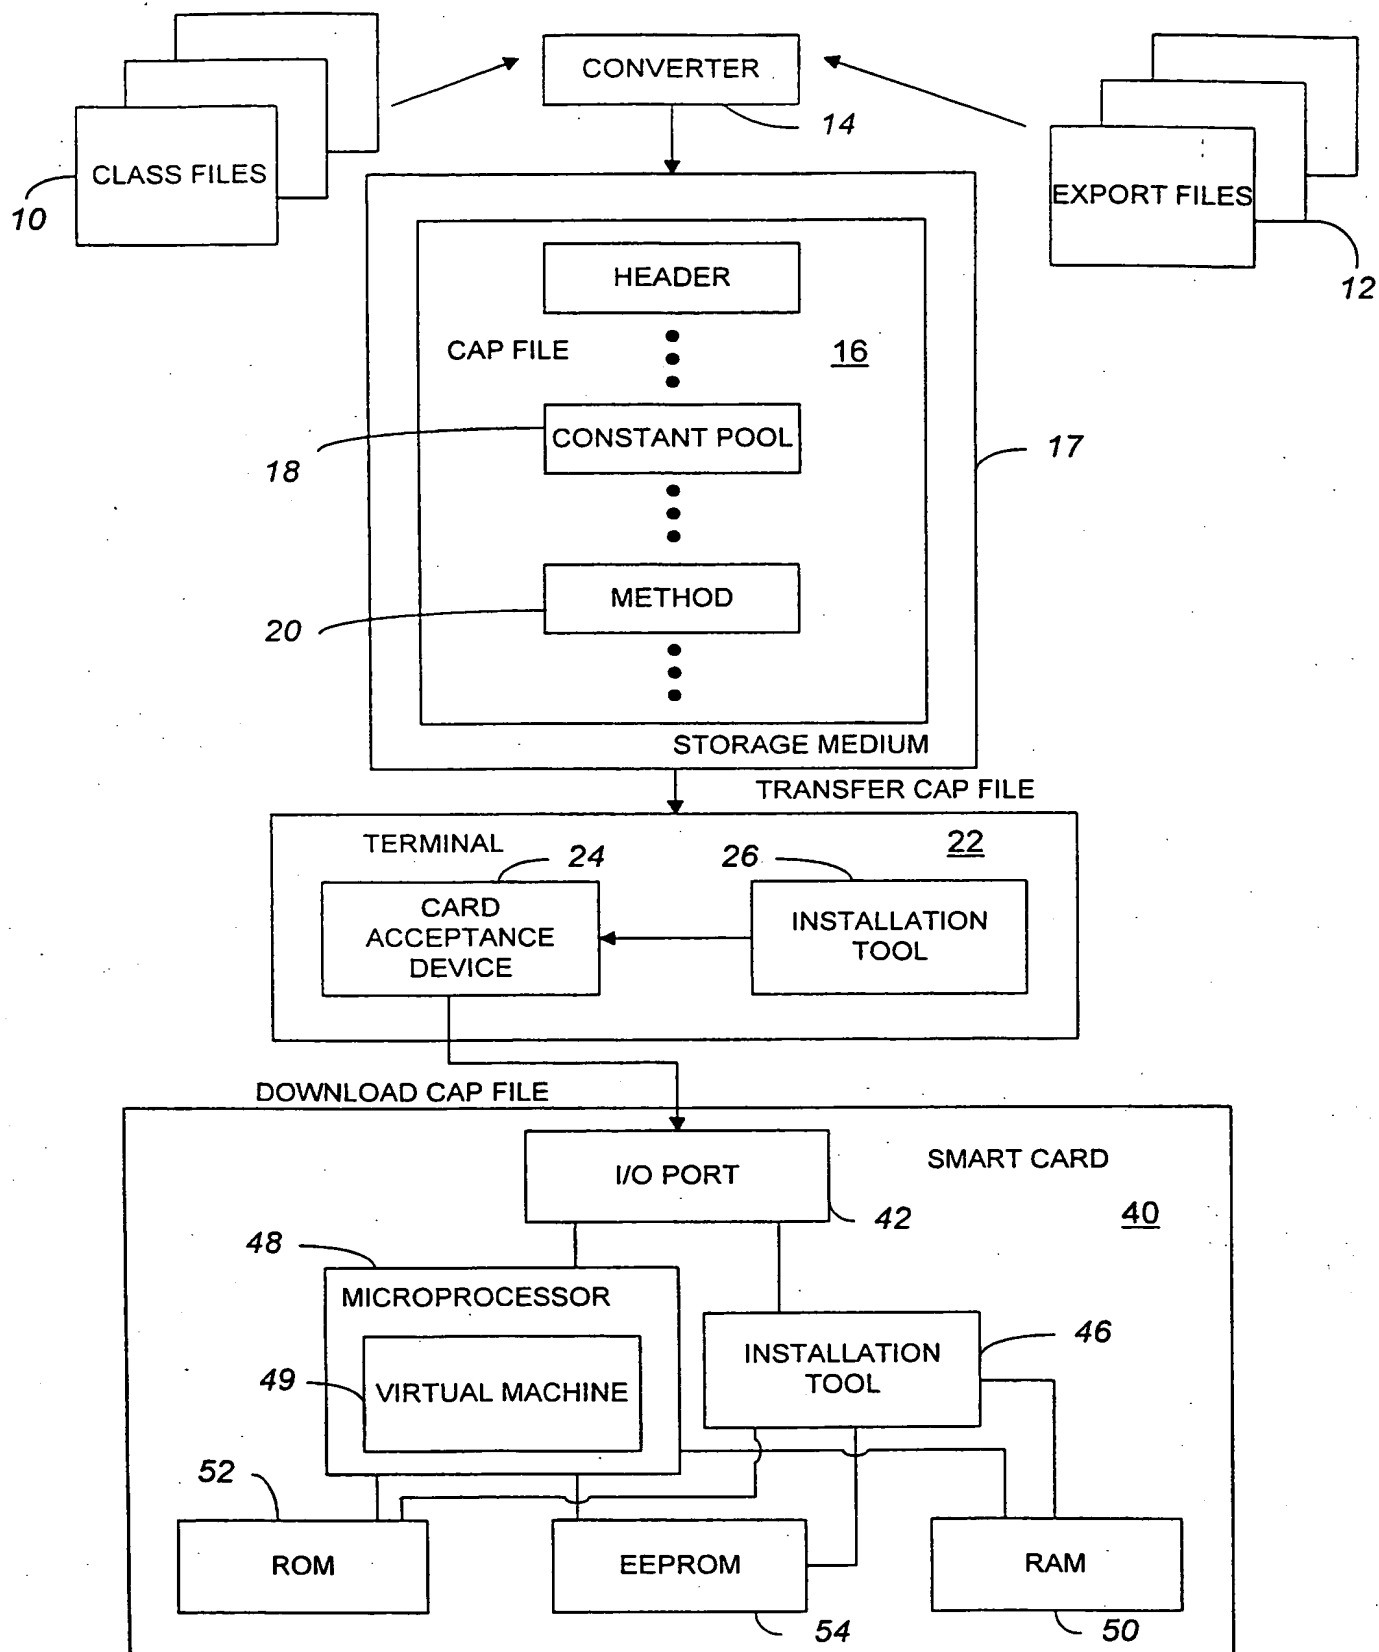 CONVERTER
14
CLASS FILES
10
EXPORT FILES
12
HEADER
CAP FILE
16
CONSTANT POOL
18
17
METHOD
20
STORAGE MEDIUM
TRANSFER CAP FILE
TERMINAL
22
24
26
CARD
ACCEPTANCE
DEVICE
INSTALLATION
TOOL
DOWNLOAD CAP FILE
I/O PORT
SMART CARD
42
40
48
MICROPROCESSOR
46
INSTALLATION
TOOL
49
VIRTUAL MACHINE
52
ROM
EEPROM
RAM
54
50